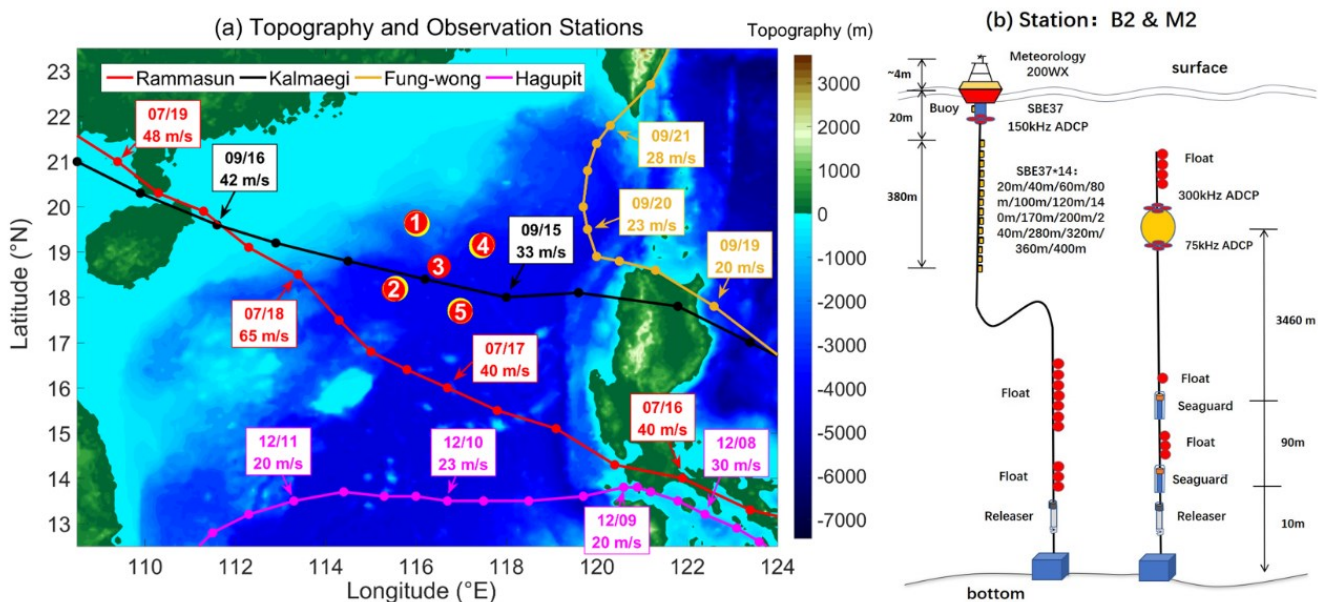 (a) Topography and Observation Stations
Topography (m)
Rammasun
Kalmaegi
Fung-wong
Hagupit
23
22
21
20
19
18
17
16
15
14
13
Latitude (°N)
110
112
114
116
118
120
122
124
Longitude (°E)
07/19
48 m/s
09/16
42 m/s
09/21
28 m/s
09/20
23 m/s
09/19
20 m/s
09/15
33 m/s
1
4
3
2
5
07/18
65 m/s
07/17
40 m/s
07/16
40 m/s
12/11
20 m/s
12/10
23 m/s
12/08
30 m/s
12/09
20 m/s
3000
2000
1000
0
-1000
-2000
-3000
-4000
-5000
-6000
-7000
(b) Station: B2 & M2
Meteorology
200WX
surface
~4m
Buoy
20m
SBE37
150kHz ADCP
380m
SBE37*14:
20m/40m/60m/80
m/100m/120m/14
0m/170m/200m/2
40m/280m/320m/
360m/400m
Float
300kHz ADCP
75kHz ADCP
3460 m
Float
Float
Seaguard
Float
90m
Float
Seaguard
Releaser
Releaser
10m
bottom